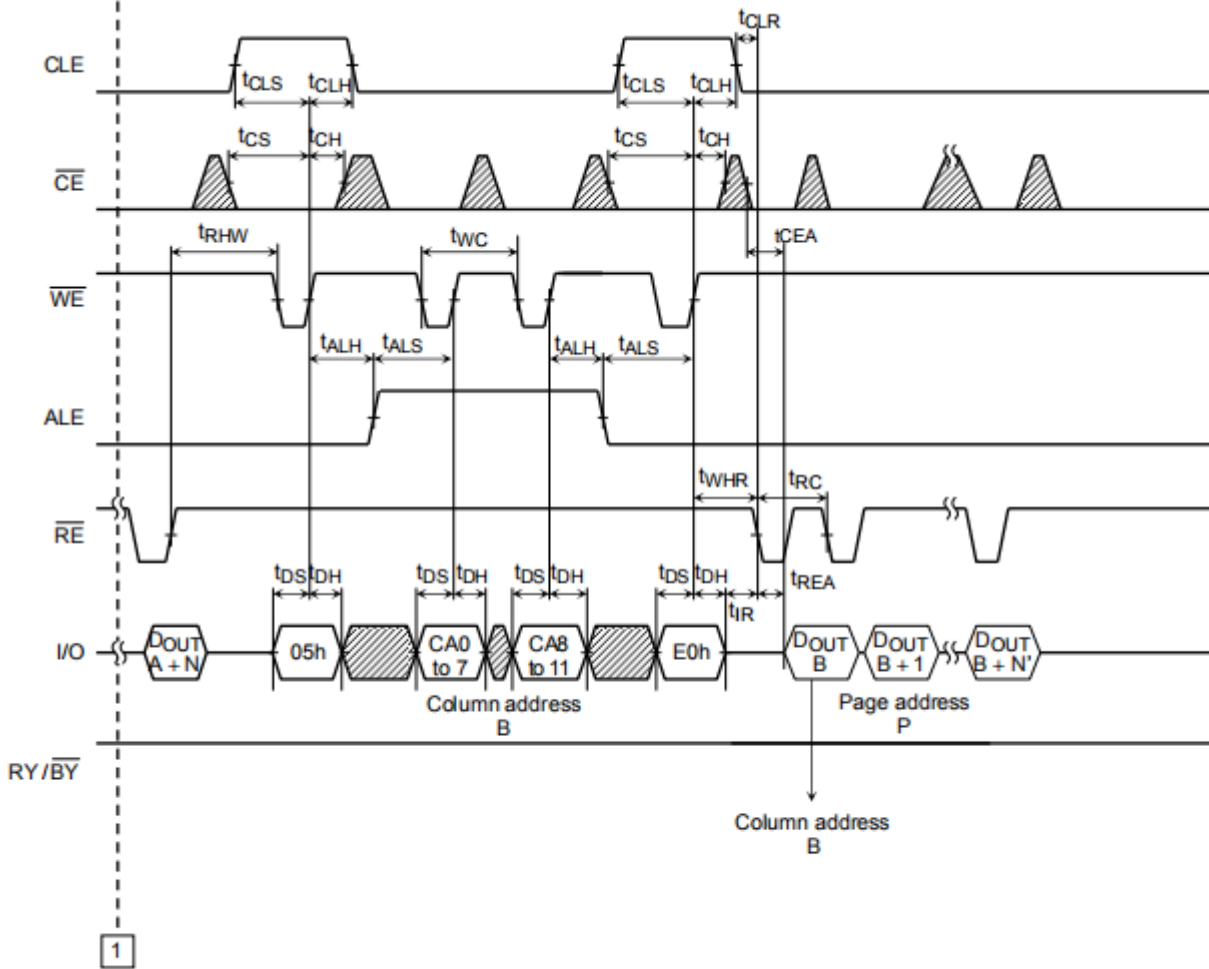 tCLR
CLE
tCLS tCLH tCLS tCLH
tCS tCH tCS tCH
CE
tCEA
tRHW tWC
WE
tALH tALS tALH tALS
ALE
tWHR tRC
RE
tDS tDH tDS tDH tDS tDH tDS tDH tREA
tIR
I/O
DOUT
A + N
05h
CA0
to 7
CA8
to 11
E0h
DOUT
B
DOUT
B + 1
DOUT
B + N'
Column address
B
Page address
P
RY/BY
Column address
B
1